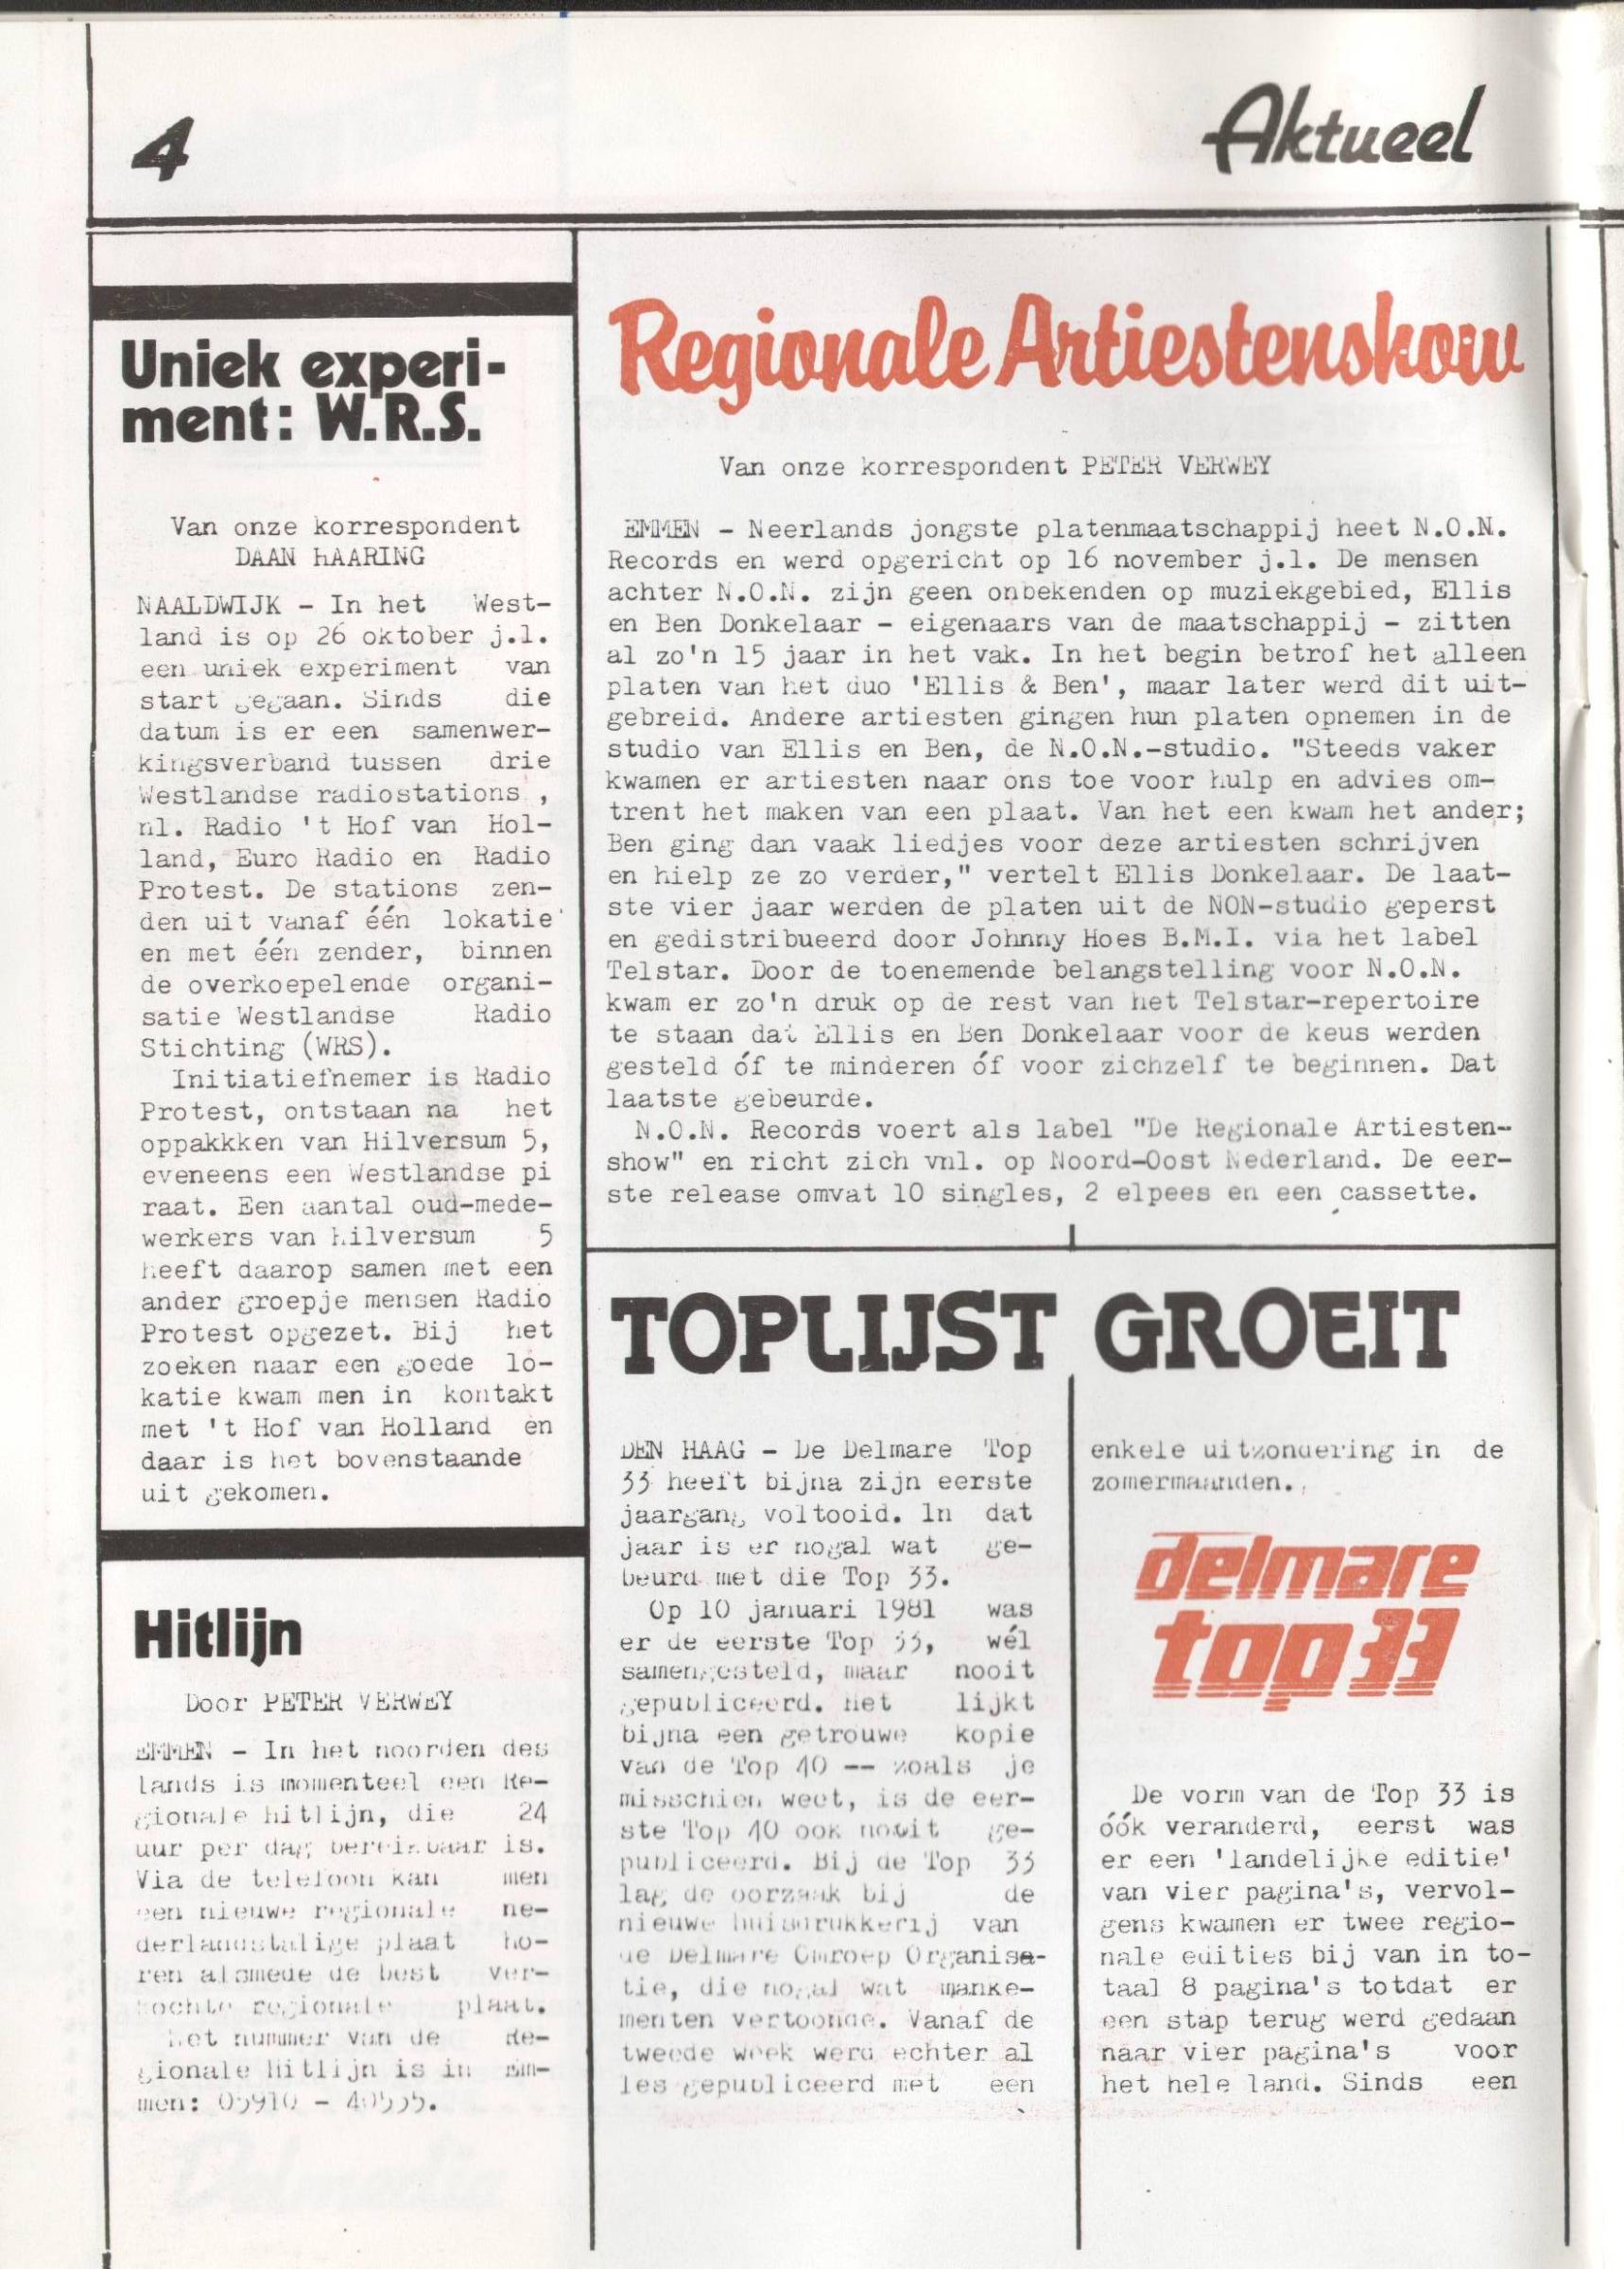 4
Aktueel
Uniek experi-
ment: W.R.S.
Van onze korrespondent
DAAN HAARING
NAALDWIJK - In het West-
land is op 26 oktober j.l.
een uniek experiment van
start gegaan. Sinds die
datum is er een samenwer-
kingsverband tussen drie
Westlandse radiostations ,
nl. Radio 't Hof van Hol-
land, Euro Radio en Radio
Protest. De stations zen-
den uit vanaf één lokatie
en met één zender, binnen
de overkoepelende organi-
satie Westlandse Radio
Stichting (WRS).
Initiatiefnemer is Radio
Protest, ontstaan na het
oppakkken van Hilversum 5,
eveneens een Westlandse pi
raat. Een aantal oud-mede-
werkers van Hilversum 5
heeft daarop samen met een
ander groepje mensen Radio
Protest opgezet. Bij het
zoeken naar een goede lo-
katie kwam men in kontakt
met 't Hof van Holland en
daar is het bovenstaande
uit gekomen.
Hitlijn
Door PETER VERWEY
EMMEN - In het noorden des
lands is momenteel een Re-
gionale hitlijn, die 24
uur per dag bereikbaar is.
Via de telefoon kan men
een nieuwe regionale ne-
derlandstalige plaat ho-
ren alsmede de best ver-
kochte regionale plaat.
Het nummer van de Re-
gionale hitlijn is in Em-
men: 05910 -
Regionale Artiestenshow
Van onze korrespondent PETER VERWEY
EMMEN - Neerlands jongste platenmaatschappij heet N.O.N.
Records en werd opgericht op 16 november j.l. De mensen
achter N.O.N. zijn geen onbekenden op muziekgebied, Ellis
en Ben Donkelaar - eigenaars van de maatschappij - zitten
al zo'n 15 jaar in het vak. In het begin betrof het alleen
platen van het duo 'Ellis & Ben', maar later werd dit uit-
gebreid. Andere artiesten gingen hun platen opnemen in de
studio van Ellis en Ben, de N.O.N.-studio. "Steeds vaker
kwamen er artiesten naar ons toe voor hulp en advies om-
trent het maken van een plaat. Van het een kwam het ander;
Ben ging dan vaak liedjes voor deze artiesten schrijven
en hielp ze zo verder," vertelt Ellis Donkelaar. De laat-
ste vier jaar werden de platen uit de NON-studio geperst
en gedistribueerd door Johnny Hoes B.M.I. via het label
Telstar. Door de toenemende belangstelling voor N.O.N.
kwam er zo'n druk op de rest van het Telstar-repertoire
te staan dat Ellis en Ben Donkelaar voor de keus werden
gesteld óf te minderen óf voor zichzelf te beginnen. Dat
laatste gebeurde.
N.O.N. Records voert als label "De Regionale Artiesten-
show" en richt zich vnl. op Noord-Oost Nederland. De eer-
ste release omvat 10 singles, 2 elpees en een cassette.
TOPLIJST GROEIT
DEN HAAG - De Delmare Top
33 heeft bijna zijn eerste
jaargang voltooid. In dat
jaar is er nogal wat ge-
beurd met die Top 33.
Op 10 januari 1981 was
er de eerste Top 33, wél
samengesteld, maar nooit
gepubliceerd. Het lijkt
bijna een getrouwe kopie
van de Top 40 -- zoals je
misschien weet, is de eer-
ste Top 40 ook nooit ge-
publiceerd. Bij de Top 33
lag de oorzaak bij de
nieuwe huisdrukkerij van
de Delmare Omroep Organisa-
tie, die nogal wat manke-
menten vertoonde. Vanaf de
tweede week werd echter al
les gepubliceerd met een
enkele uitzondering in de
zomermaanden.
delmare
top 33
De vorm van de Top 33 is
óók veranderd, eerst was
er een 'landelijke editie'
van vier pagina's, vervol-
gens kwamen er twee regio-
nale edities bij van in to-
taal 8 pagina's totdat er
een stap terug werd gedaan
naar vier pagina's voor
het hele land. Sinds een